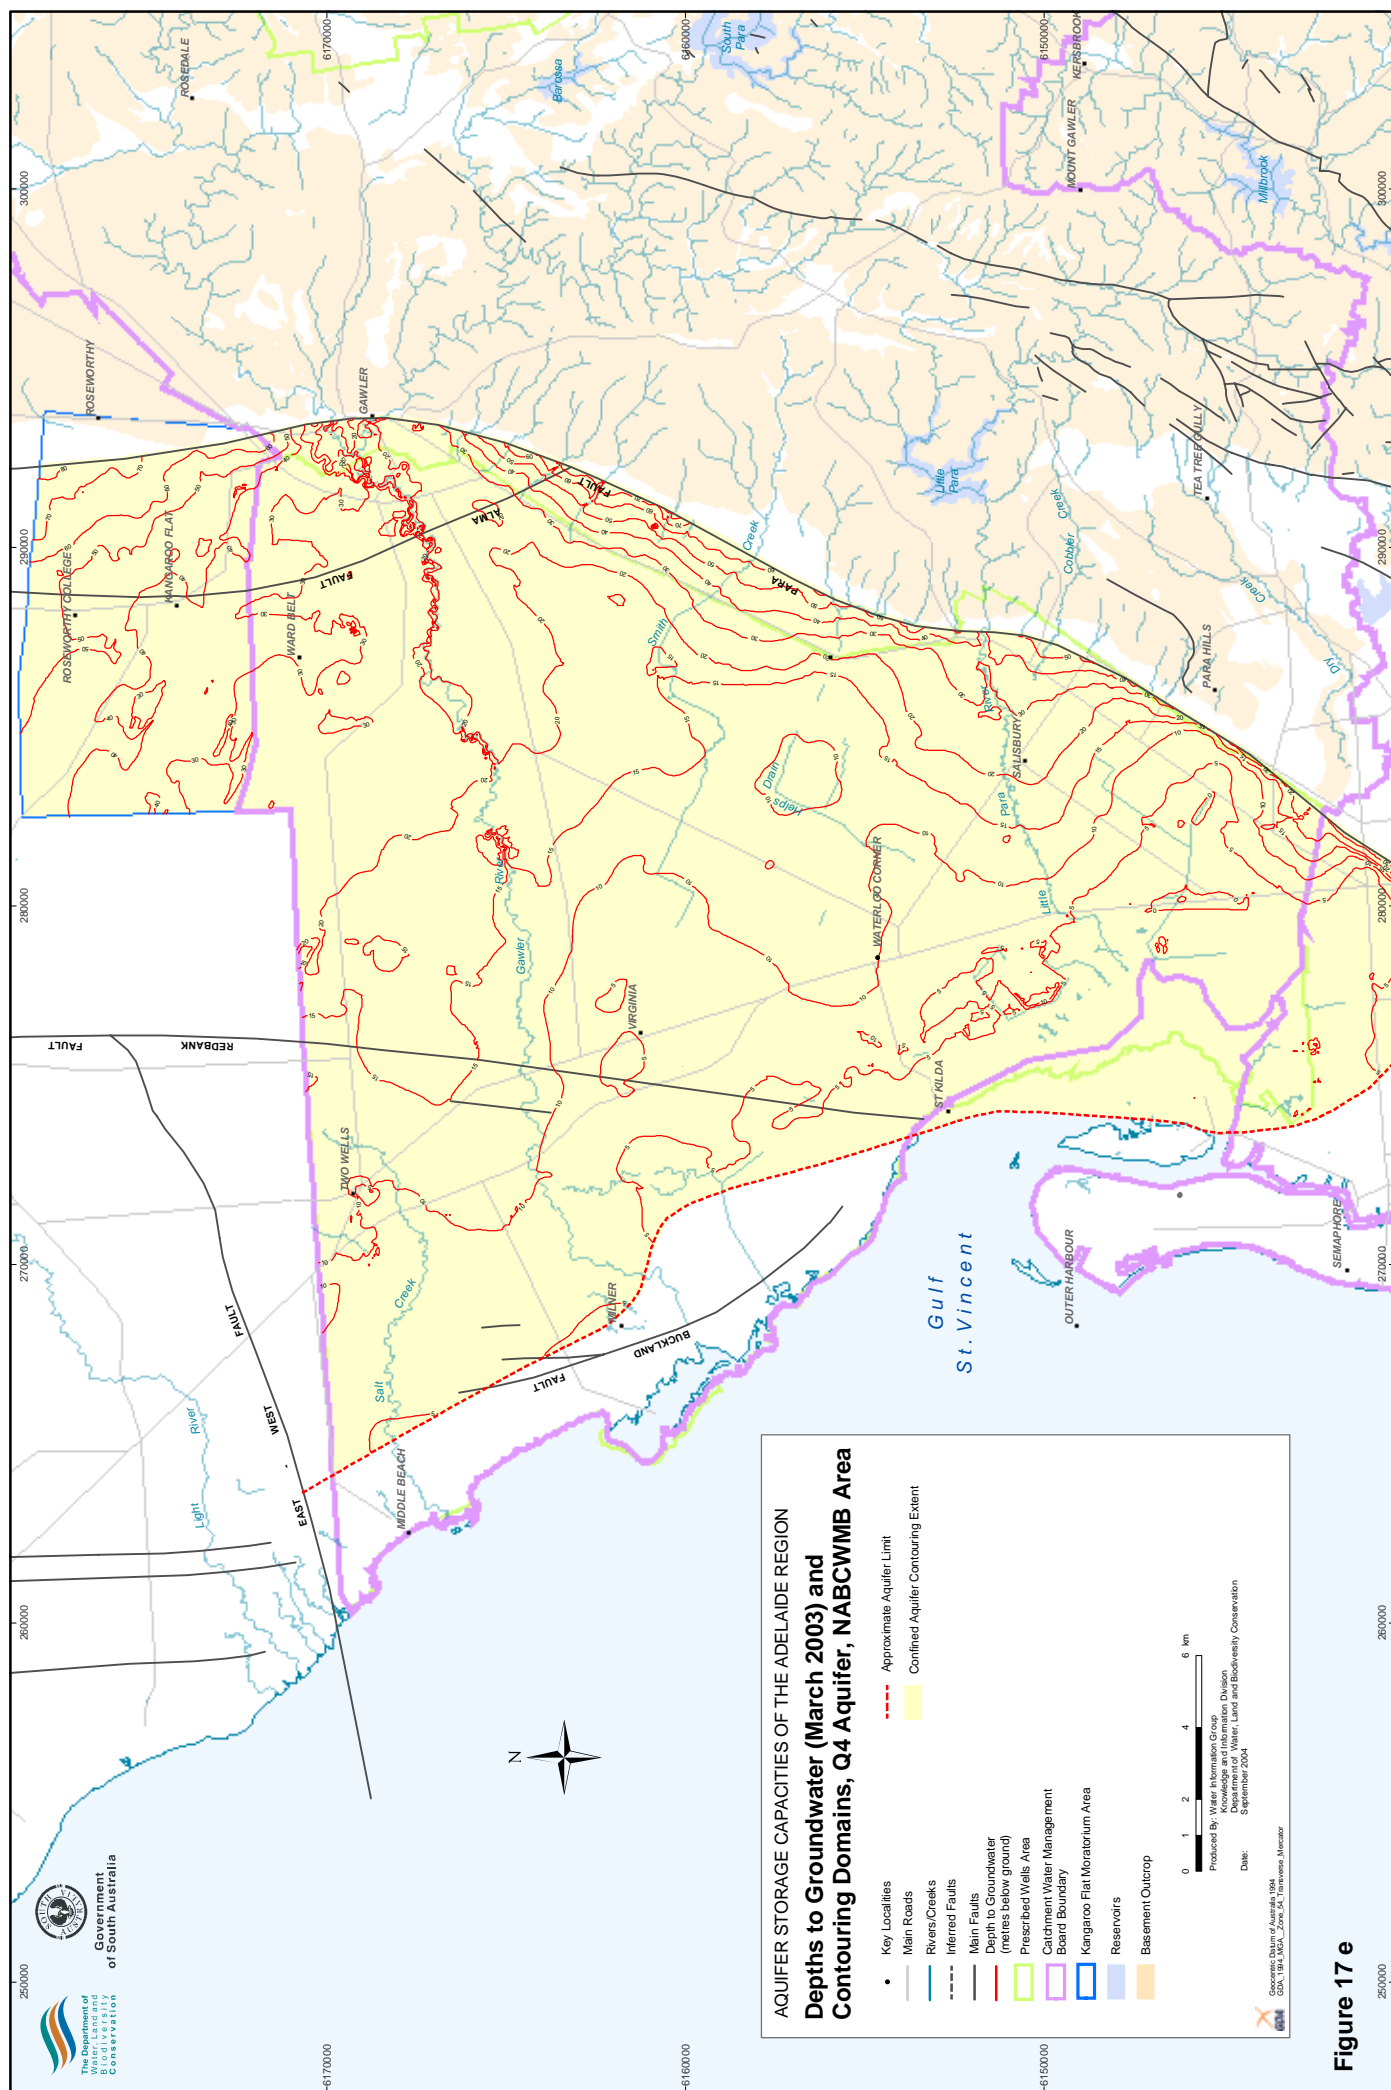 The Department of
Water, Land and
Biodiversity
Conservation
SOUTH AUSTRALIA
Government
of South Australia
250000
260000
270000
280000
290000
300000
6170000
6160000
6150000
ROSEDALE
ROSEWORTHY
ROSEWORTHY COLLEGE
KANGAROO FLAT
WARD BELT
GAWLER
Barossa
South
Para
KERSBROOK
MOUNT GAWLER
Millbrook
Little
Para
TEA TREE GULLY
Cobbler
Creek
PARA HILLS
Dry
Creek
Smith
Creek
ALMA
FAULT
PARA
FAULT
SALISBURY
Little
Para
River
Helps
Drain
WATERLOO CORNER
VIRGINIA
Gawler
River
ST KILDA
REDBANK
FAULT
TWO WELLS
Salt
Creek
MIDDLE BEACH
MILNER
BUCKLAND
FAULT
Light
River
EAST
WEST
FAULT
Gulf
St. Vincent
OUTER HARBOUR
SEMAPHORE
N
AQUIFER STORAGE CAPACITIES OF THE ADELAIDE REGION
Depths to Groundwater (March 2003) and
Contouring Domains, Q4 Aquifer, NABCWMB Area
Key Localities
Main Roads
Rivers/Creeks
Inferred Faults
Main Faults
Depth to Groundwater
(metres below ground)
Prescribed Wells Area
Catchment Water Management
Board Boundary
Kangaroo Flat Moratorium Area
Reservoirs
Basement Outcrop
Approximate Aquifer Limit
Confined Aquifer Contouring Extent
0 1 2 4 6 km
Produced By: Water Information Group
Knowledge and Information Division
Department of Water, Land and Biodiversity Conservation
Date: September 2004
GDA
Geocentric Datum of Australia 1994
GDA_1994_MGA_Zone_54_Transverse_Mercator
Figure 17 e